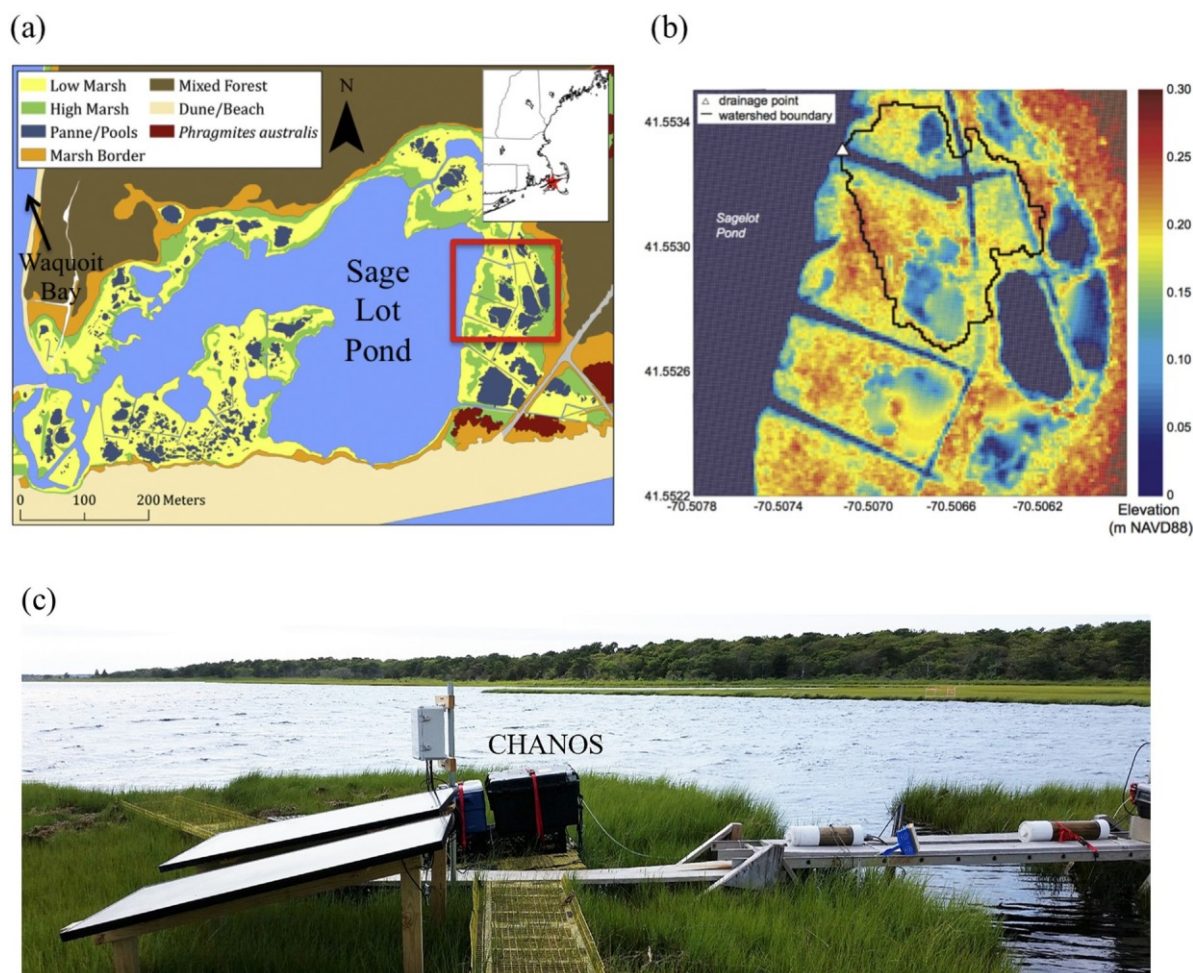 (a)
Low Marsh
High Marsh
Panne/Pools
Marsh Border
Mixed Forest
Dune/Beach
Phragmites australis
N
Waquoit
Bay
Sage
Lot
Pond
0 100 200 Meters
(b)
drainage point
watershed boundary
Sagelot
Pond
41.5534
41.5530
41.5526
41.5522
-70.5078 -70.5074 -70.5070 -70.5066 -70.5062
0.30
0.25
0.20
0.15
0.10
0.05
0
Elevation
(m NAVD88)
(c)
CHANOS